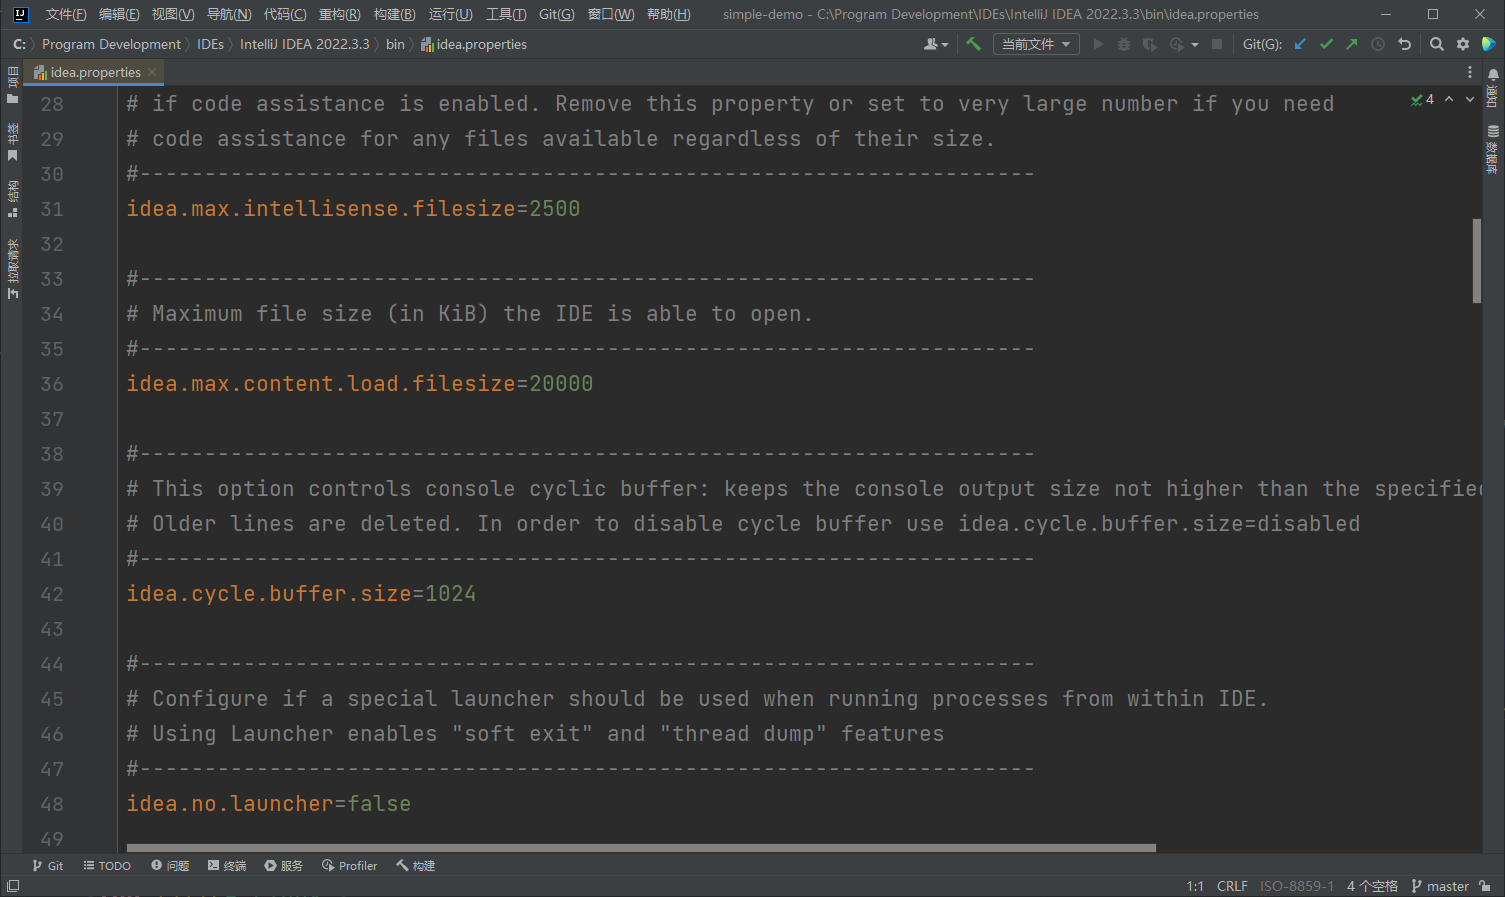 文件(F) 编辑(E) 视图(V) 导航(N) 代码(C) 重构(R) 构建(B) 运行(U) 工具(T) Git(G) 窗口(W) 帮助(H) simple-demo - C:\Program Development\IDEs\IntelliJ IDEA 2022.3.3\bin\idea.properties
C: Program Development IDEs IntelliJ IDEA 2022.3.3 bin idea.properties 当前文件 Git(G):
idea.properties
项目
书签
结构
拉取请求
28 # if code assistance is enabled. Remove this property or set to very large number if you need
29 # code assistance for any files available regardless of their size.
30 #---------------------------------------------------------------------
31 idea.max.intellisense.filesize=2500
32
33 #---------------------------------------------------------------------
34 # Maximum file size (in KiB) the IDE is able to open.
35 #---------------------------------------------------------------------
36 idea.max.content.load.filesize=20000
37
38 #---------------------------------------------------------------------
39 # This option controls console cyclic buffer: keeps the console output size not higher than the specified
40 # Older lines are deleted. In order to disable cycle buffer use idea.cycle.buffer.size=disabled
41 #---------------------------------------------------------------------
42 idea.cycle.buffer.size=1024
43
44 #---------------------------------------------------------------------
45 # Configure if a special launcher should be used when running processes from within IDE.
46 # Using Launcher enables "soft exit" and "thread dump" features
47 #---------------------------------------------------------------------
48 idea.no.launcher=false
49
4
通知
数据库
Git TODO 问题 终端 服务 Profiler 构建
1:1 CRLF ISO-8859-1 4 个空格 master